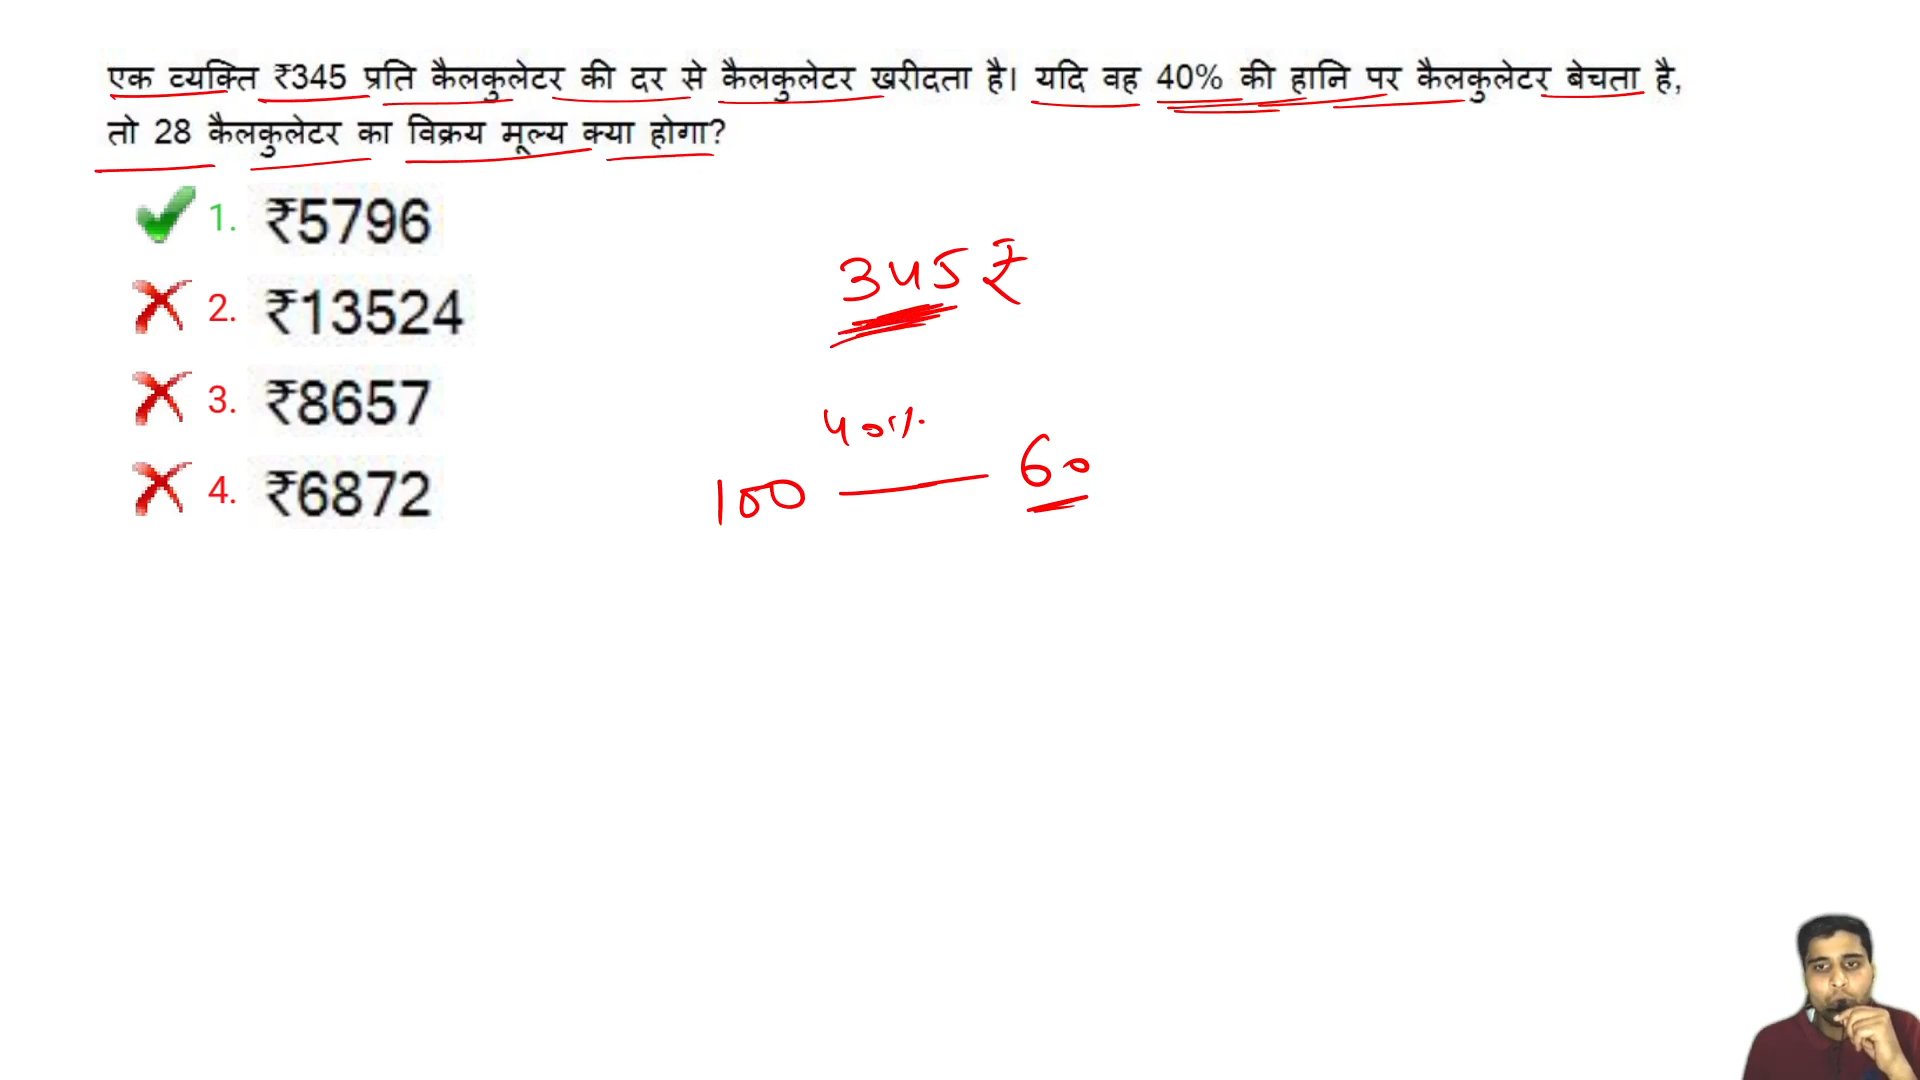 एक व्यक्ति ₹345 प्रति कैलकुलेटर की दर से कैलकुलेटर खरीदता है। यदि वह 40% की हानि पर कैलकुलेटर बेचता है,
तो 28 कैलकुलेटर का विक्रय मूल्य क्या होगा?
1. ₹5796
2. ₹13524
3. ₹8657
4. ₹6872
345 ₹
40%
100 — 60